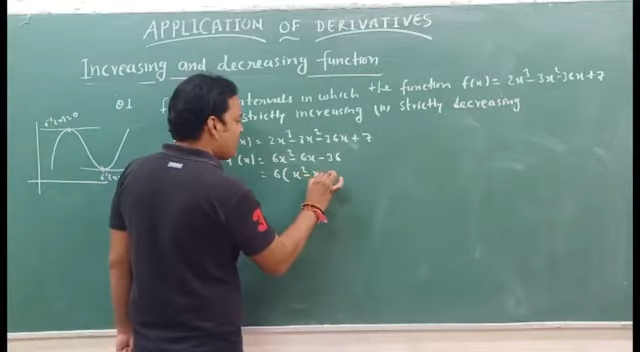 APPLICATION OF DERIVATIVES
Increasing and decreasing function
Q1 intervals in which the function f(x) = 2x³-3x²-36x+7
strictly increasing (ii) strictly decreasing
x) = 2x³-3x²-36x+7
(x) = 6x²-6x-36
= 6(x²-x
f'(x)=0
f'(x)
3